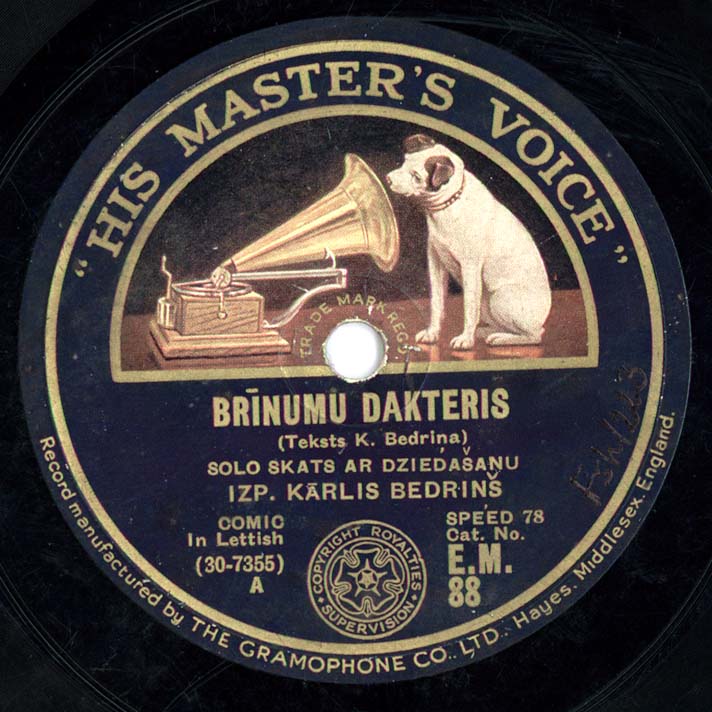 "HIS MASTER'S VOICE"
TRADE MARK REGD
BRĪNUMU DAKTERIS
(Teksts K. Bedriņa)
SOLO SKATS AR DZIEDĀŠAŅU
IZP. KĀRLIS BEDRIŅŠ
COMIC
In Lettish
(30-7355)
A
COPYRIGHT ROYALTIES
SUPERVISION
SPEED 78
Cat. No.
E.M.
88
Record manufactured by THE GRAMOPHONE CO., LTD., Hayes, Middlesex, England.